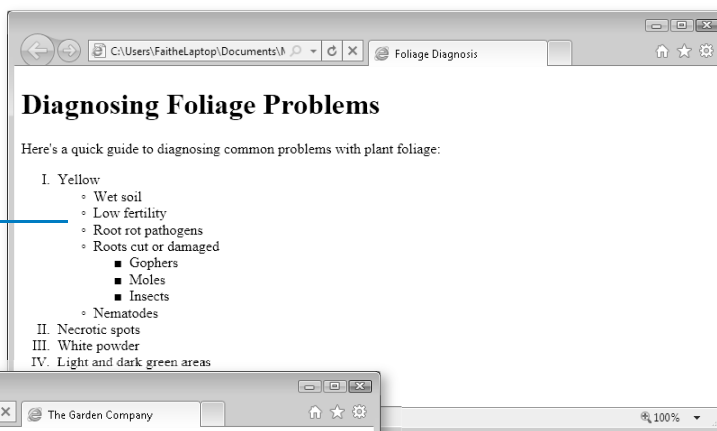 C:\Users\FaitheLaptop\Documents\
Foliage Diagnosis
Diagnosing Foliage Problems
Here's a quick guide to diagnosing common problems with plant foliage:
I. Yellow
◦ Wet soil
◦ Low fertility
◦ Root rot pathogens
◦ Roots cut or damaged
■ Gophers
■ Moles
■ Insects
◦ Nematodes
II. Necrotic spots
III. White powder
IV. Light and dark green areas
The Garden Company
100%